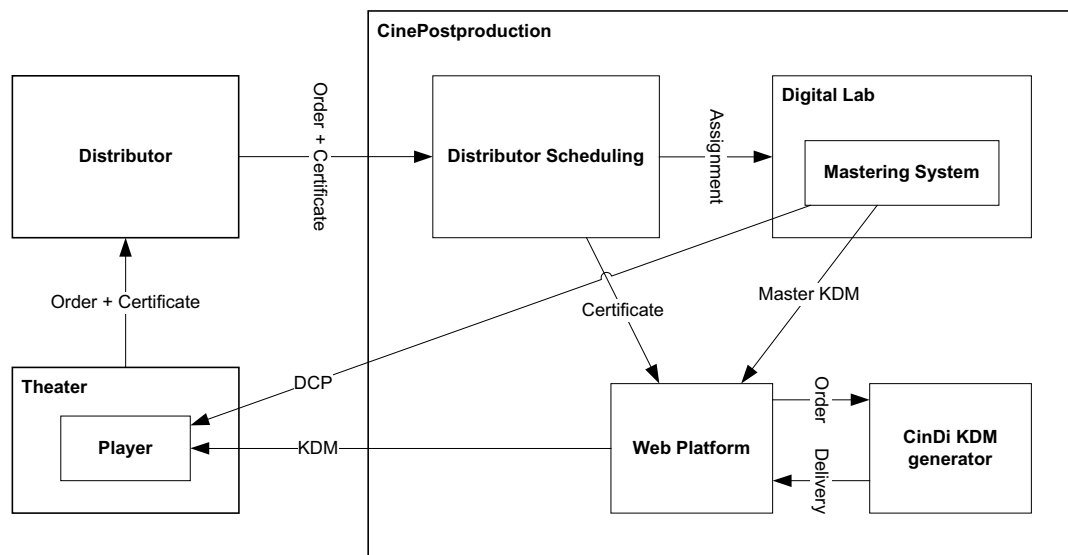 CinePostproduction
Distributor
Order + Certificate
Distributor Scheduling
Assignment
Digital Lab
Mastering System
Order + Certificate
Certificate
Master KDM
Theater
Player
DCP
KDM
Web Platform
Order
Delivery
CinDi KDM
generator